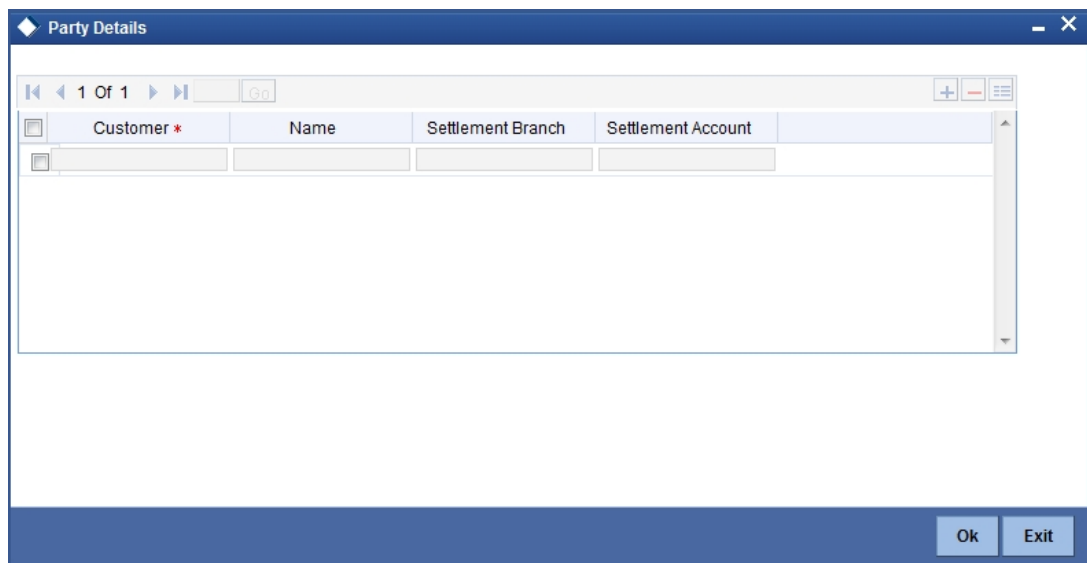 Party Details
1 Of 1 Go
Customer * Name Settlement Branch Settlement Account
Ok Exit